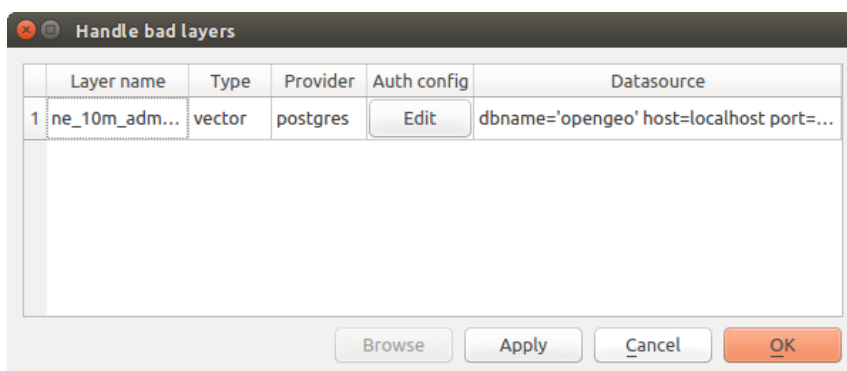 Handle bad layers
Layer name Type Provider Auth config Datasource
1 ne_10m_adm... vector postgres Edit dbname='opengeo' host=localhost port=...
Browse Apply Cancel OK